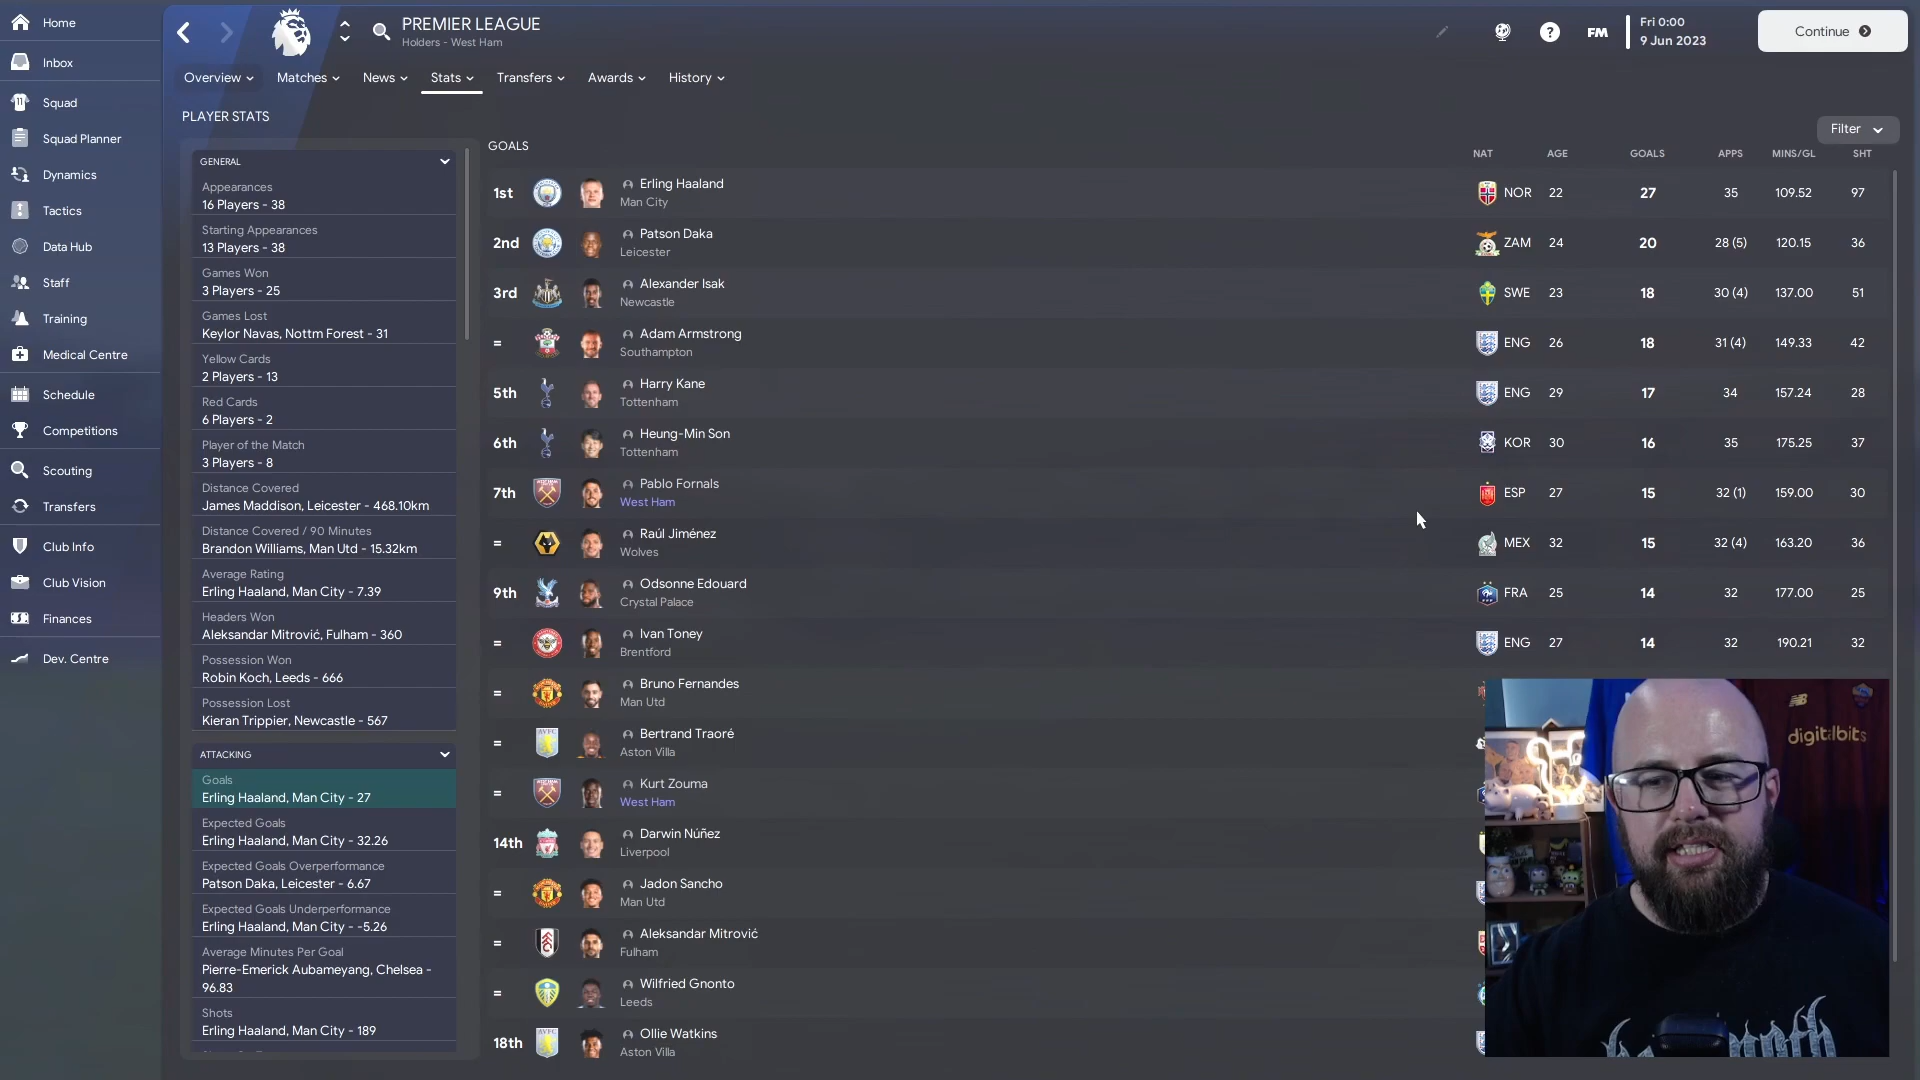 Home
Inbox
Squad
Squad Planner
Dynamics
Tactics
Data Hub
Staff
Training
Medical Centre
Schedule
Competitions
Scouting
Transfers
Club Info
Club Vision
Finances
Dev. Centre
PREMIER LEAGUE
Holders - West Ham
FM
Fri 0:00
9 Jun 2023
Continue
Overview
Matches
News
Stats
Transfers
Awards
History
PLAYER STATS
Filter
GENERAL
Appearances
16 Players - 38
Starting Appearances
13 Players - 38
Games Won
3 Players - 25
Games Lost
Keylor Navas, Nottm Forest - 31
Yellow Cards
2 Players - 13
Red Cards
6 Players - 2
Player of the Match
3 Players - 8
Distance Covered
James Maddison, Leicester - 468.10km
Distance Covered / 90 Minutes
Brandon Williams, Man Utd - 15.32km
Average Rating
Erling Haaland, Man City - 7.39
Headers Won
Aleksandar Mitrović, Fulham - 360
Possession Won
Robin Koch, Leeds - 666
Possession Lost
Kieran Trippier, Newcastle - 567
ATTACKING
Goals
Erling Haaland, Man City - 27
Expected Goals
Erling Haaland, Man City - 32.26
Expected Goals Overperformance
Patson Daka, Leicester - 6.67
Expected Goals Underperformance
Erling Haaland, Man City - -5.26
Average Minutes Per Goal
Pierre-Emerick Aubameyang, Chelsea -
96.83
Shots
Erling Haaland, Man City - 189
GOALS
NAT AGE GOALS APPS MINS/GL SHT
1st Erling Haaland NOR 22 27 35 109.52 97
Man City
2nd Patson Daka ZAM 24 20 28 (5) 120.15 36
Leicester
3rd Alexander Isak SWE 23 18 30 (4) 137.00 51
Newcastle
= Adam Armstrong ENG 26 18 31 (4) 149.33 42
Southampton
5th Harry Kane ENG 29 17 34 157.24 28
Tottenham
6th Heung-Min Son KOR 30 16 35 175.25 37
Tottenham
7th Pablo Fornals ESP 27 15 32 (1) 159.00 30
West Ham
= Raúl Jiménez MEX 32 15 32 (4) 163.20 36
Wolves
9th Odsonne Edouard FRA 25 14 32 177.00 25
Crystal Palace
= Ivan Toney ENG 27 14 32 190.21 32
Brentford
= Bruno Fernandes
Man Utd
= Bertrand Traoré
Aston Villa
= Kurt Zouma
West Ham
14th Darwin Núñez
Liverpool
= Jadon Sancho
Man Utd
= Aleksandar Mitrović
Fulham
= Wilfried Gnonto
Leeds
18th Ollie Watkins
Aston Villa
digitalbits